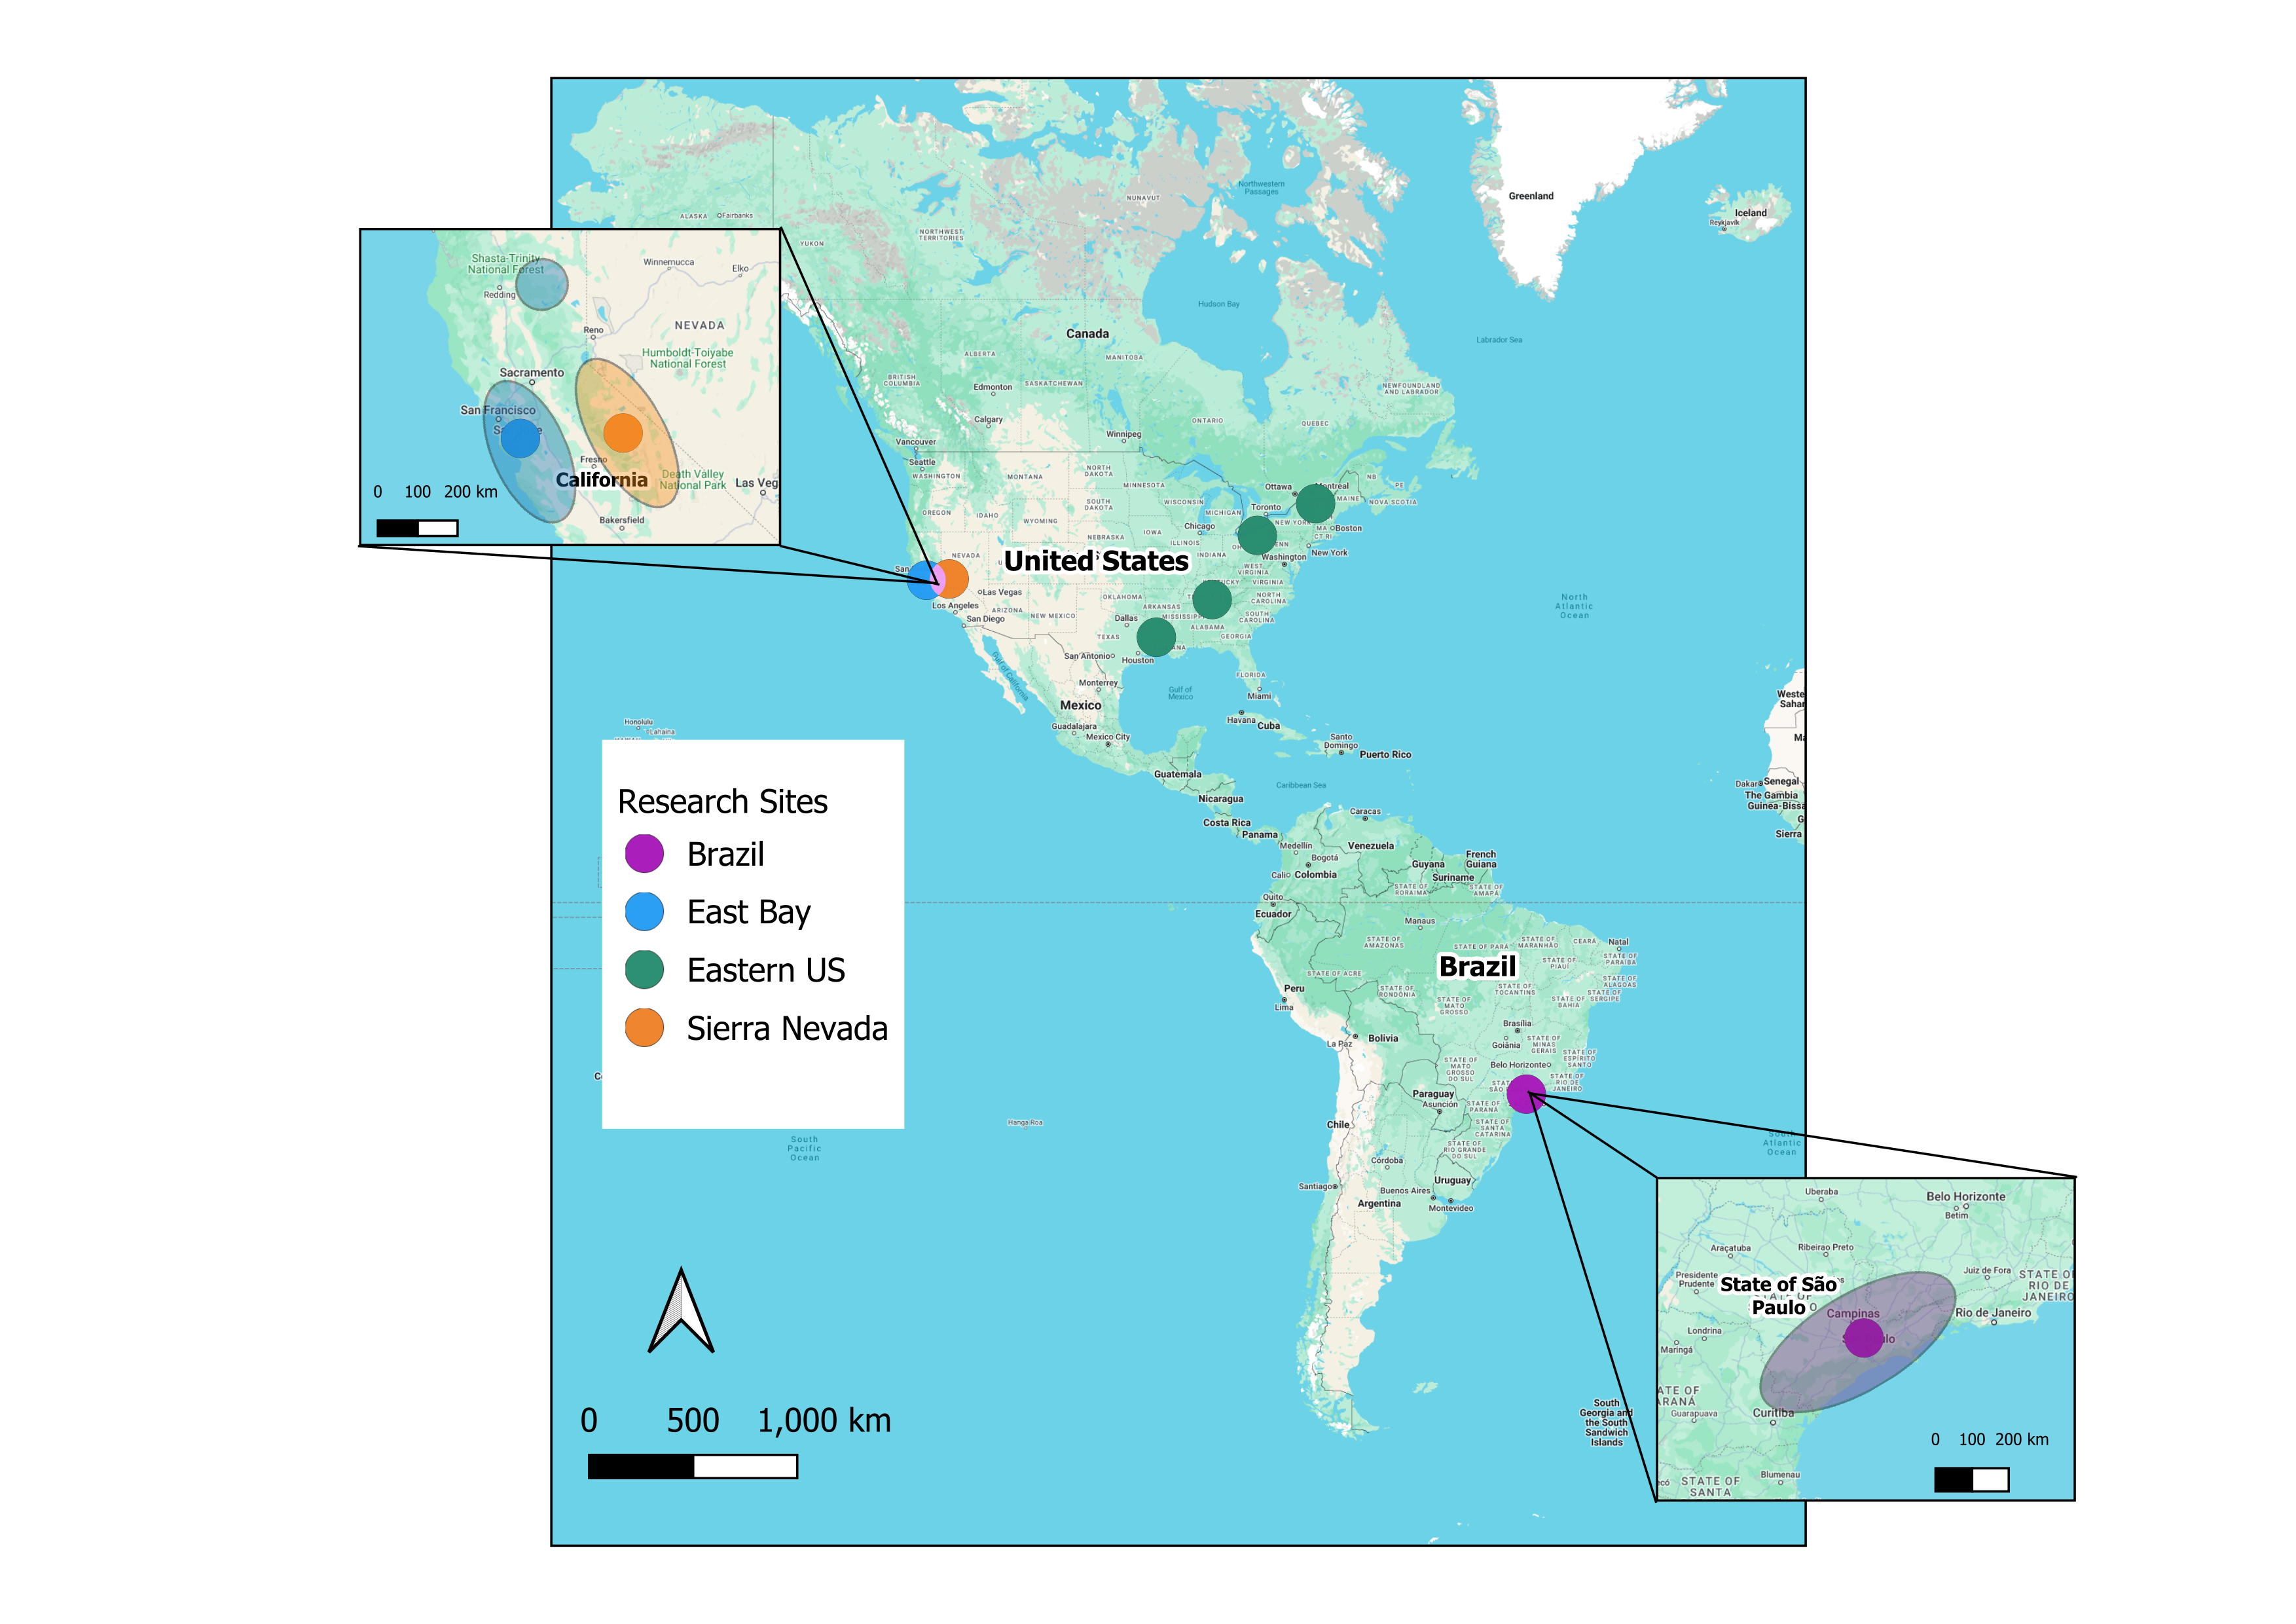 Greenland
Iceland
Reykjavik
Northwestern
Passages
NUNAVUT
ALASKA
Fairbanks
YUKON
NORTHWEST
TERRITORIES
Hudson Bay
Labrador Sea
Canada
ALBERTA
MANITOBA
BRITISH
COLUMBIA
Edmonton
SASKATCHEWAN
NEWFOUNDLAND
AND LABRADOR
Calgary
ONTARIO
QUEBEC
Winnipeg
Vancouver
Seattle
WASHINGTON
MONTANA
NORTH
DAKOTA
MINNESOTA
Ottawa
Montreal
NB
PE
MAINE
NOVA SCOTIA
SOUTH
DAKOTA
WISCONSIN
MICHIGAN
Toronto
OREGON
IDAHO
WYOMING
Chicago
NEW YORK
MA
Boston
CT RI
IOWA
NEBRASKA
ILLINOIS
INDIANA
New York
NEVADA
United States
Washington
WEST
VIRGINIA
VIRGINIA
San
Las Vegas
OKLAHOMA
ARKANSAS
NORTH
CAROLINA
Los Angeles
ARIZONA
NEW MEXICO
MISSISSIPPI
SOUTH
CAROLINA
San Diego
Dallas
ALABAMA
TEXAS
GEORGIA
San Antonio
Houston
FLORIDA
Gulf of California
Monterrey
Gulf of
Mexico
Miami
Mexico
Havana
Cuba
Guadalajara
Mexico City
Santo
Domingo
Puerto Rico
Honolulu
Lahaina
North
Atlantic
Ocean
Guatemala
Caribbean Sea
Nicaragua
Costa Rica
Panama
Caracas
Medellín
Bogotá
Venezuela
Cali
Colombia
Guyana
French
Guiana
Suriname
STATE OF
RORAIMA
STATE OF
AMAPÁ
Quito
Ecuador
Manaus
STATE OF
AMAZONAS
STATE OF PARÁ
STATE OF
MARANHÃO
CEARÁ
Natal
STATE OF
PARAÍBA
STATE OF
PIAUÍ
Brazil
STATE OF ACRE
STATE OF
ALAGOAS
Peru
Lima
STATE OF
RONDÔNIA
STATE OF
MATO
GROSSO
STATE OF
TOCANTINS
STATE OF
BAHIA
STATE OF
SERGIPE
Brasília
Goiânia
STATE OF
MINAS
GERAIS
STATE OF
ESPÍRITO
SANTO
La Paz
Bolivia
Belo Horizonte
STATE OF
MATO
GROSSO
DO SUL
STATE OF
RIO DE
JANEIRO
Paraguay
Asunción
STATE OF
PARANÁ
STATE OF
SANTA
CATARINA
Chile
STATE OF
RIO GRANDE
DO SUL
Córdoba
Santiago
Buenos Aires
Uruguay
Argentina
Montevideo
Hanga Roa
South
Pacific
Ocean
South
Atlantic
Ocean
South
Georgia and
the South
Sandwich
Islands
Weste
Sahar
Ma
Dakar
Senegal
The Gambia
Guinea-Bissa
G
Sierra
Shasta-Trinity
National Forest
Redding
Winnemucca
Elko
Reno
NEVADA
Humboldt-Toiyabe
National Forest
Sacramento
San Francisco
Fresno
California
Death Valley
National Park
Las Veg
Bakersfield
0 100 200 km
Research Sites
Brazil
East Bay
Eastern US
Sierra Nevada
0 500 1,000 km
Uberaba
Belo Horizonte
Betim
Araçatuba
Ribeirao Preto
Presidente
Prudente
Juiz de Fora
STATE O
RIO DE
JANEIRO
State of São
Paulo
Campinas
Rio de Janeiro
Londrina
Maringá
ATE OF
ARANÁ
Guarapuava
Curitiba
Blumenau
STATE OF
SANTA
0 100 200 km